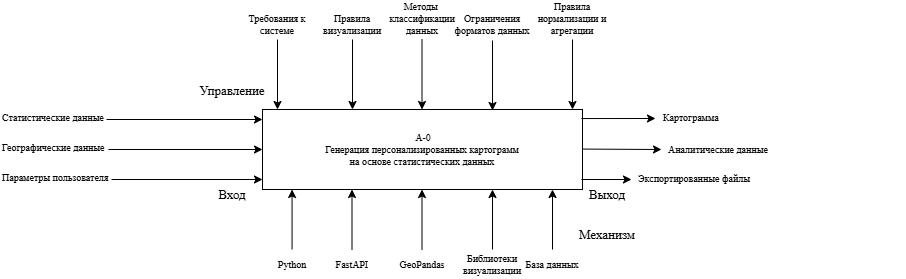 Требования к
системе
Правила
визуализации
Методы
классификации
данных
Ограничения
форматов данных
Правила
нормализации и
агрегации
Управление
Статистические данные
Географические данные
Параметры пользователя
Вход
А-0
Генерация персонализированных картограмм
на основе статистических данных
Картограмма
Аналитические данные
Экспортированные файлы
Выход
Механизм
Python
FastAPI
GeoPandas
Библиотеки
визуализации
База данных